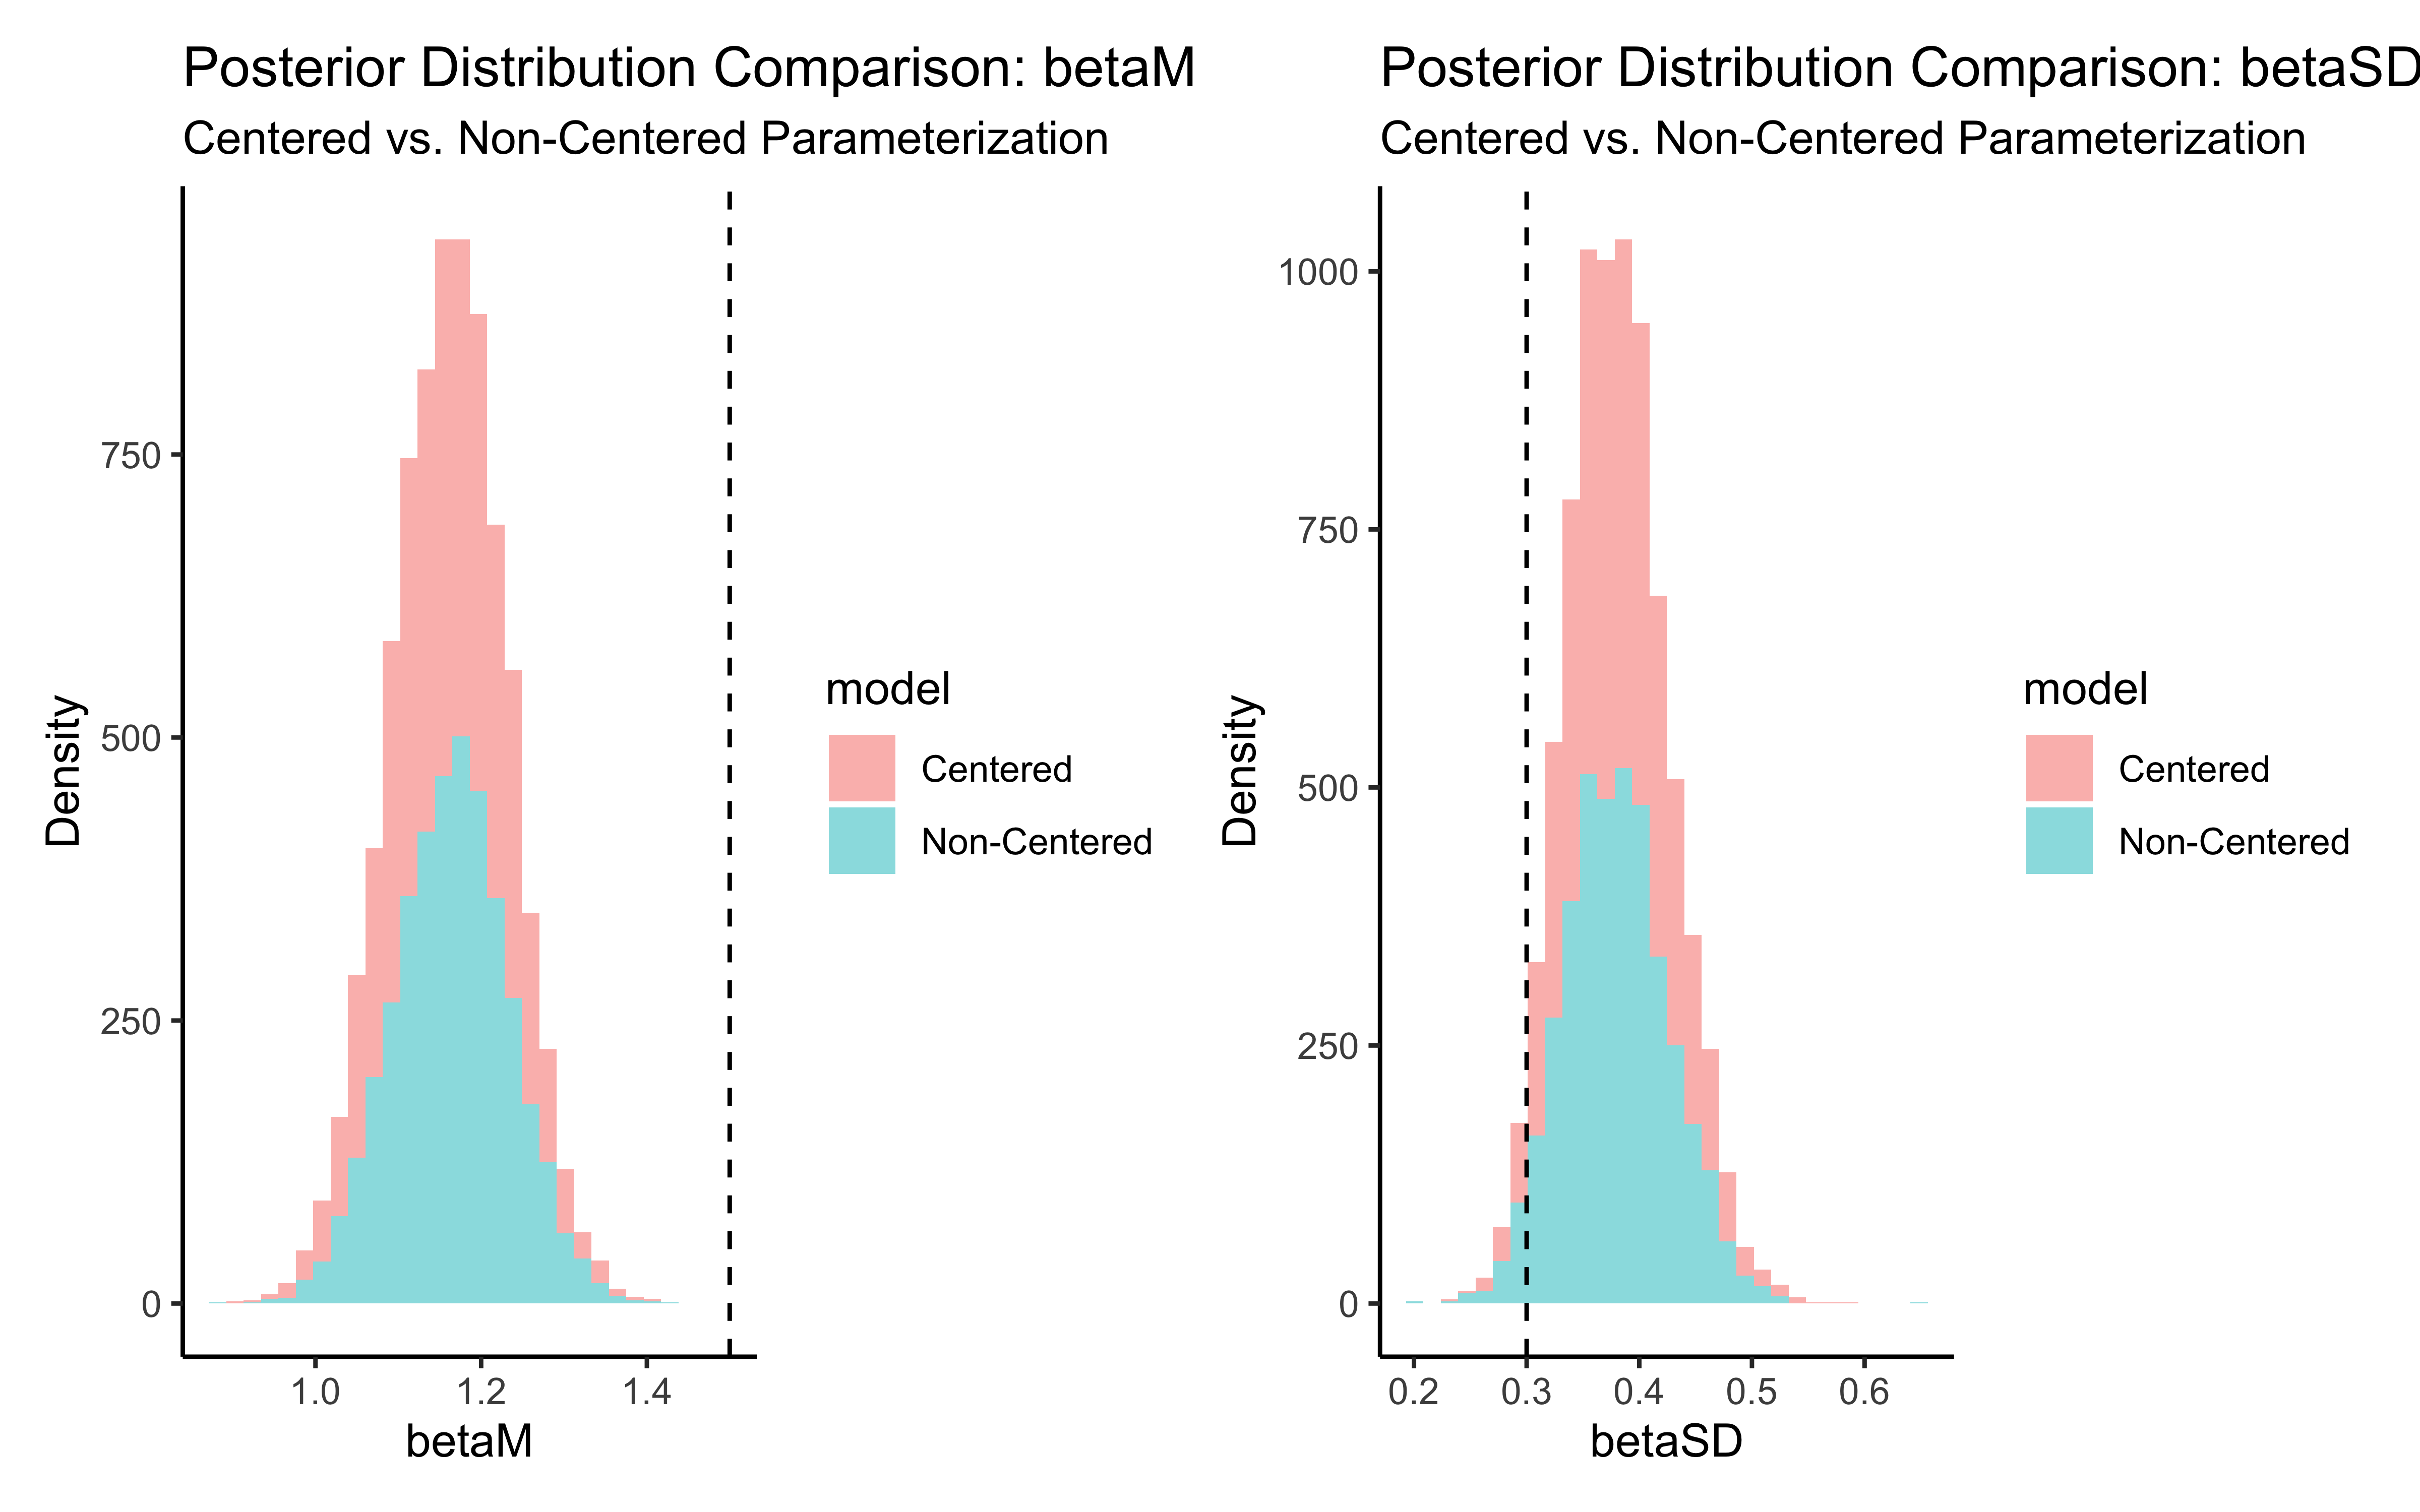 Posterior Distribution Comparison: betaM
Centered vs. Non-Centered Parameterization
Density
750
500
250
0
1.0
1.2
1.4
betaM
model
Centered
Non-Centered
Posterior Distribution Comparison: betaSD
Centered vs. Non-Centered Parameterization
Density
1000
750
500
250
0
0.2
0.3
0.4
0.5
0.6
betaSD
model
Centered
Non-Centered